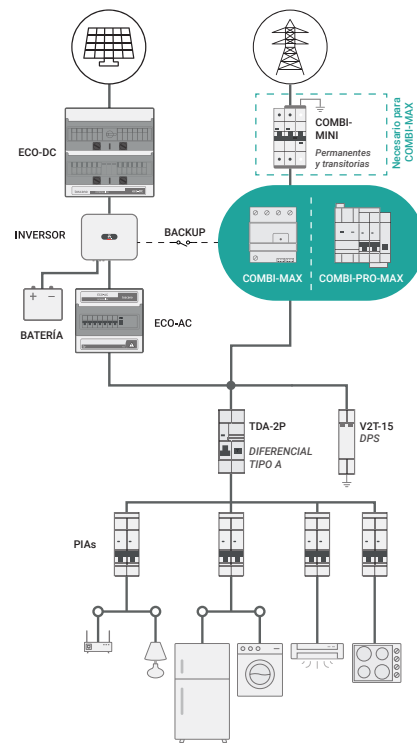 COMBI-
MINI
Permanentes
y transitorias
Necesario para
COMBI-MAX
ECO-DC
INVERSOR
BACKUP
COMBI-MAX
COMBI-PRO-MAX
+ −
BATERÍA
ECO-AC
TDA-2P
DIFERENCIAL
TIPO A
V2T-15
DPS
PIAs